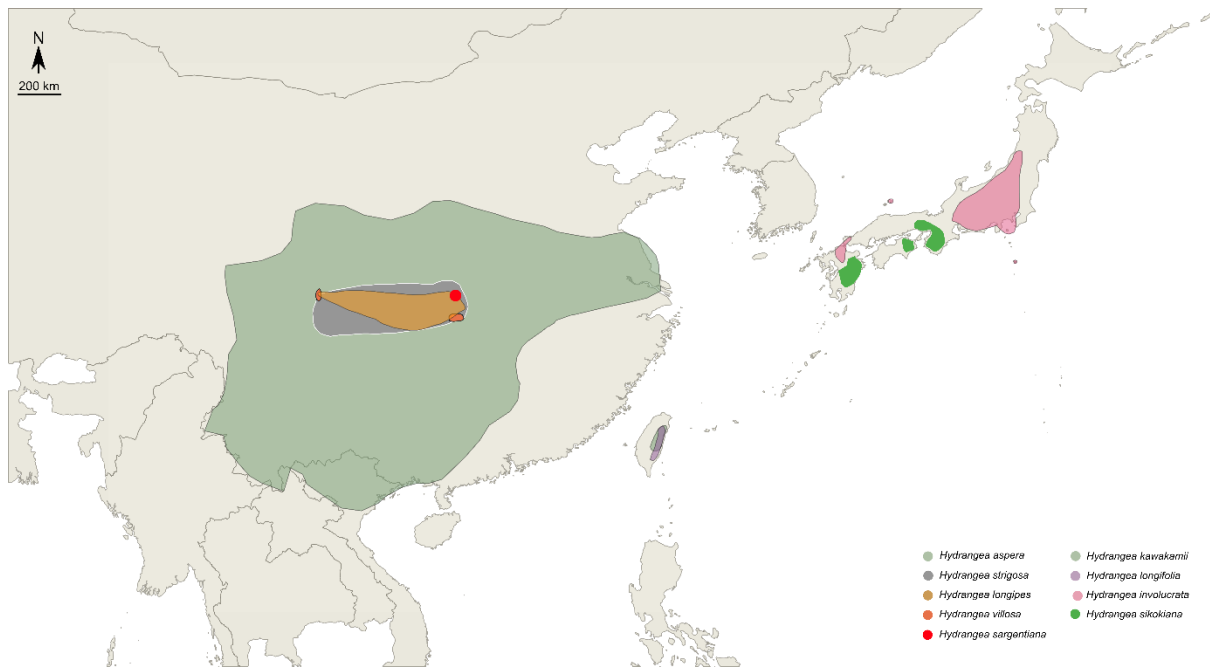 N
200 km
Hydrangea aspera
Hydrangea strigosa
Hydrangea longipes
Hydrangea villosa
Hydrangea sargentiana
Hydrangea kawakamii
Hydrangea longifolia
Hydrangea involucrata
Hydrangea sikokiana